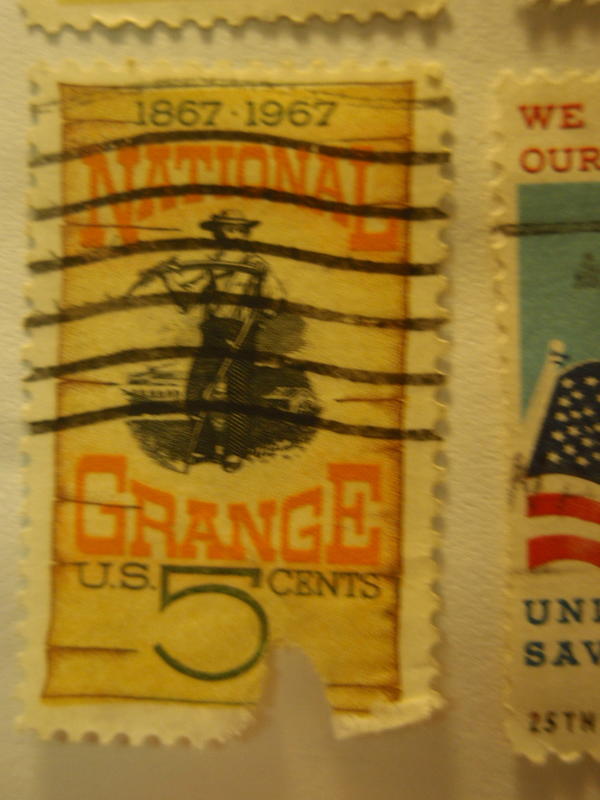 1867 · 1967
NATIONAL
GRANGE
U.S. 5 CENTS
WE
OUR
UNI
SAV
25TH